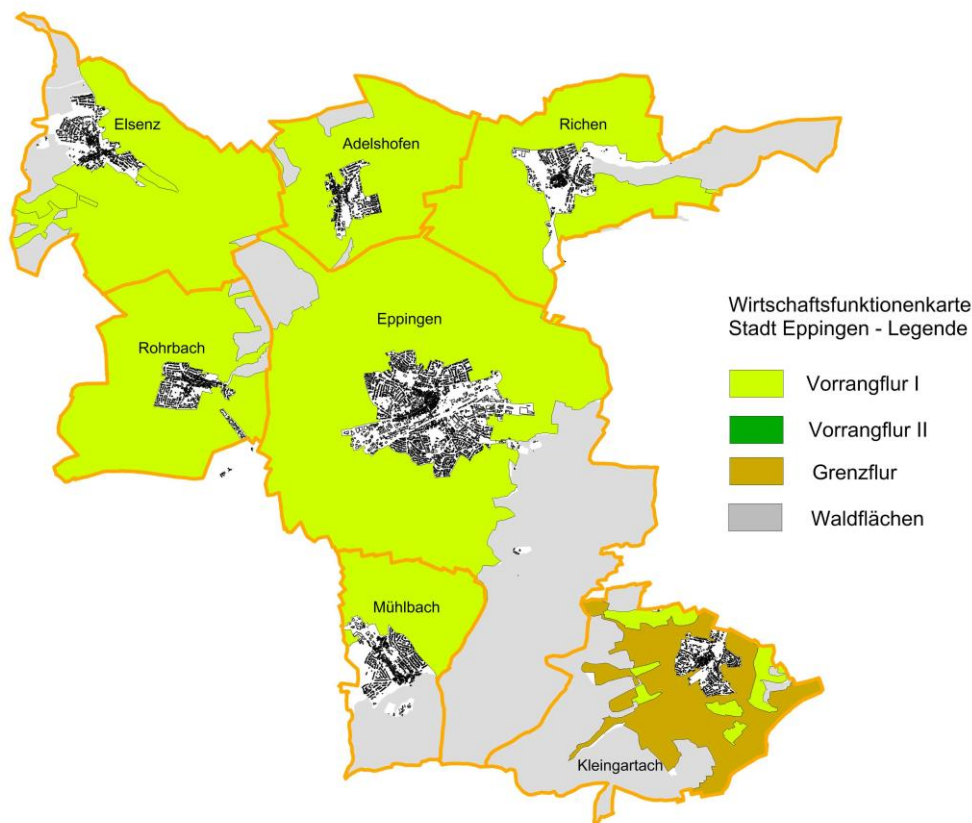 Elsenz
Adelshofen
Richen
Eppingen
Rohrbach
Mühlbach
Kleingartach
Wirtschaftsfunktionenkarte
Stadt Eppingen - Legende
Vorrangflur I
Vorrangflur II
Grenzflur
Waldflächen